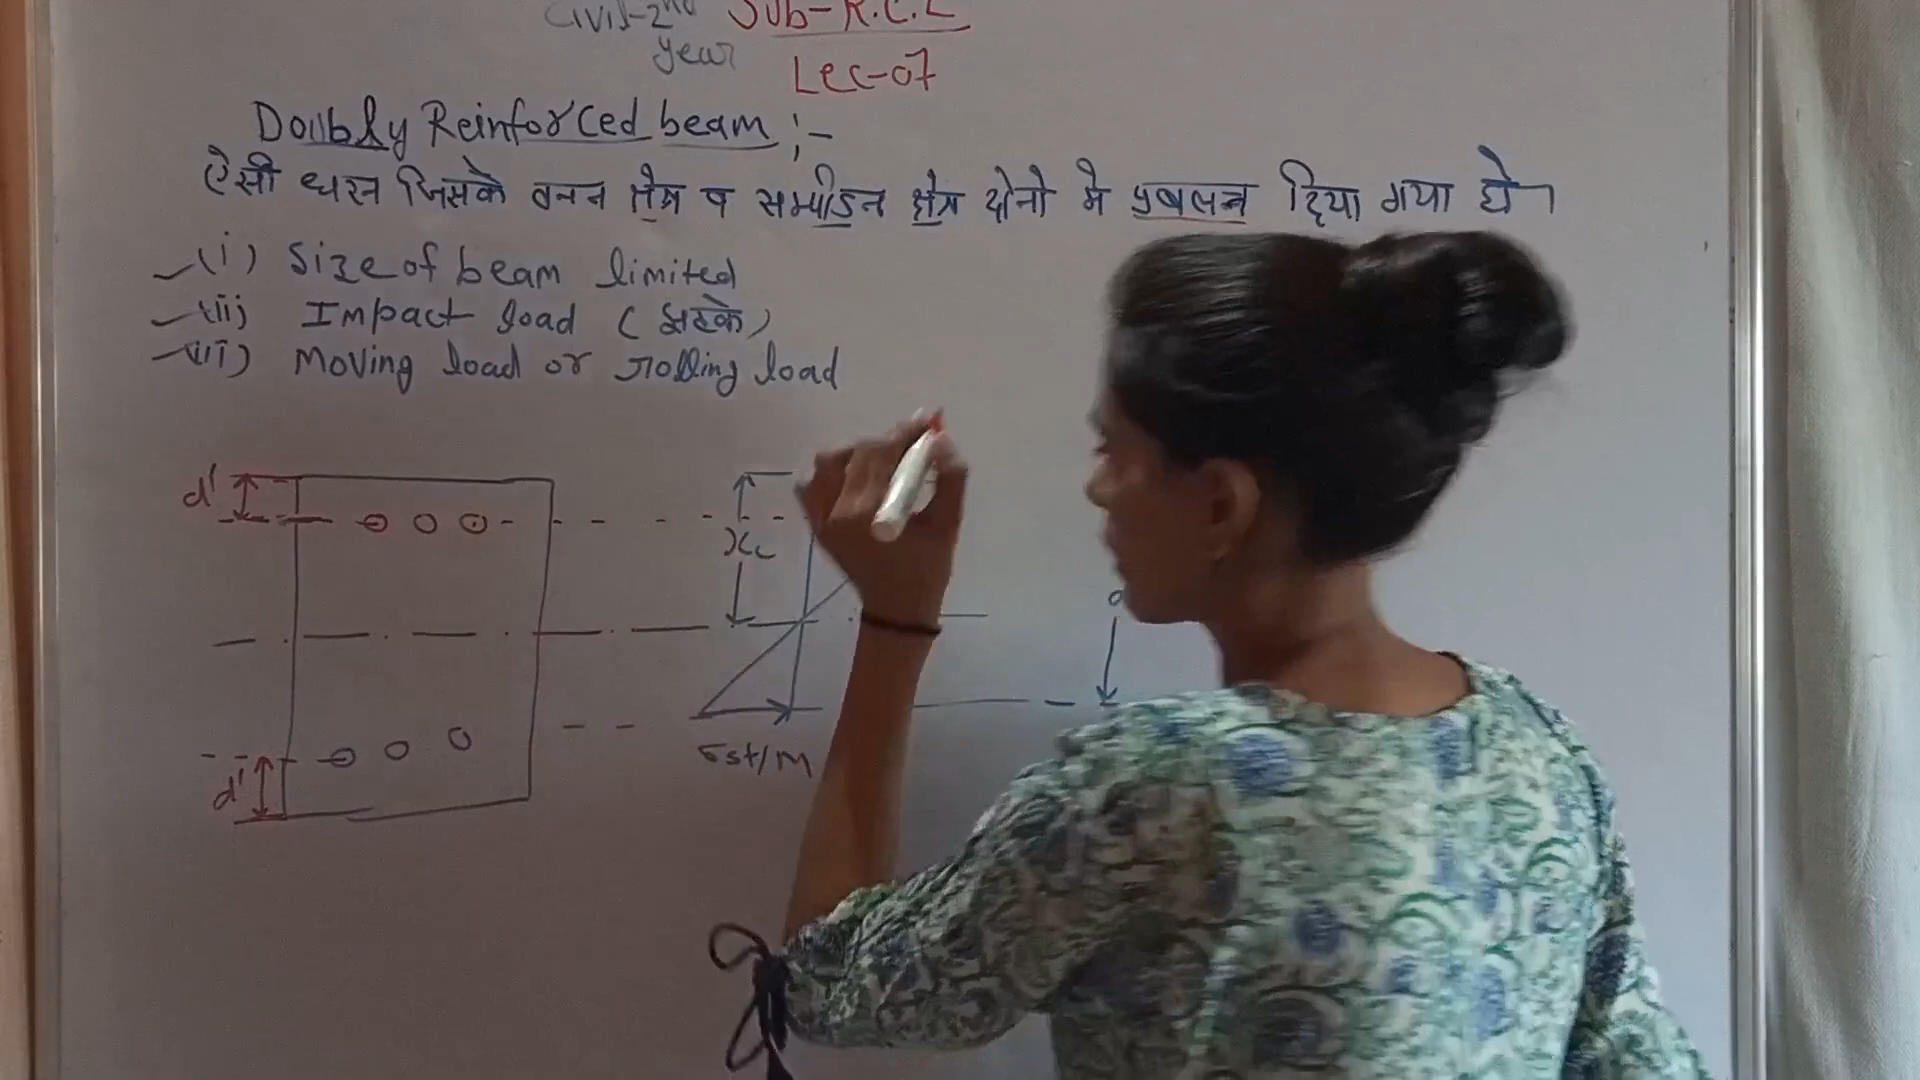 Civil-2nd Sub- R.C.C
year Lec-07
Doubly Reinforced beam :-
ऐसी धरन जिसके तनन क्षेत्र व सम्पीडन क्षेत्र दोनो मे प्रबलन दिया गया हो।
(i) Size of beam limited
(ii) Impact load (झटके)
(iii) Moving load or rolling load
d'
xc
d
σst/m
d'